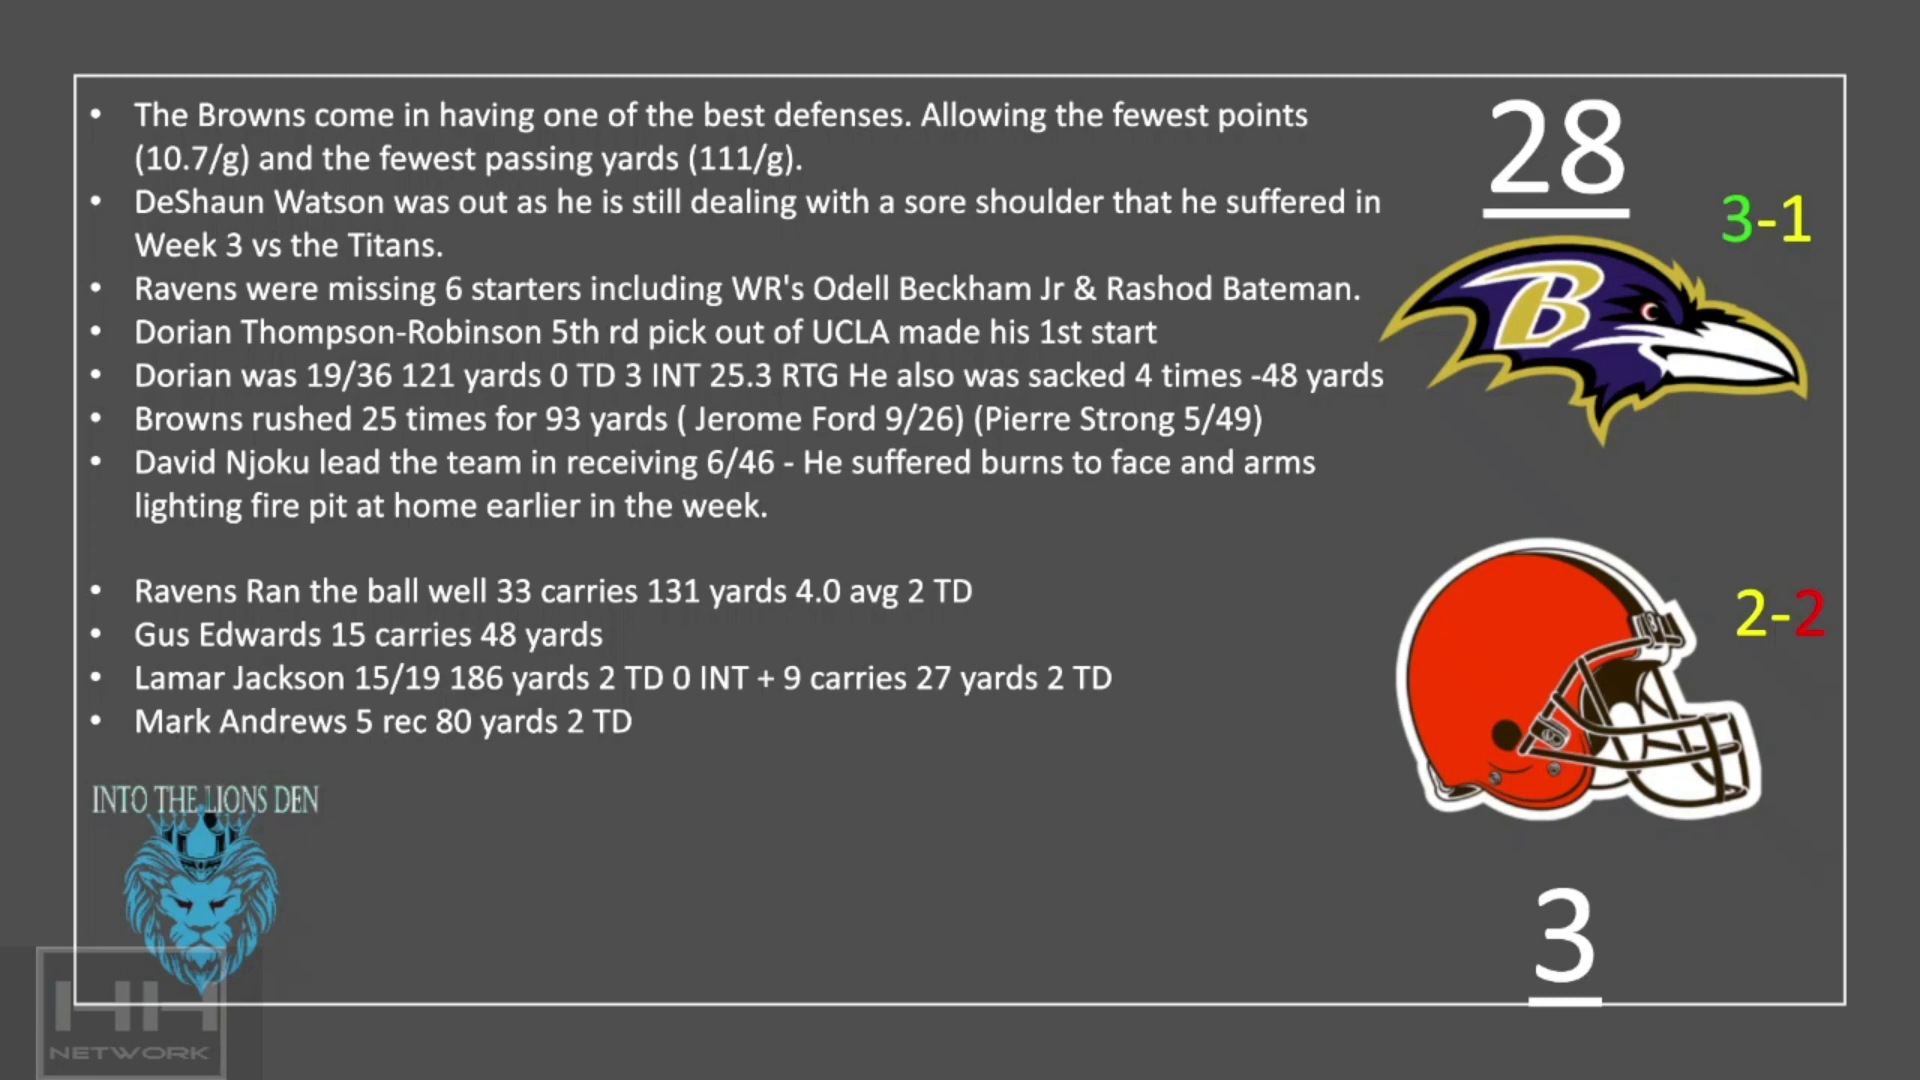 • The Browns come in having one of the best defenses. Allowing the fewest points
(10.7/g) and the fewest passing yards (111/g).
• DeShaun Watson was out as he is still dealing with a sore shoulder that he suffered in
Week 3 vs the Titans.
• Ravens were missing 6 starters including WR's Odell Beckham Jr & Rashod Bateman.
• Dorian Thompson-Robinson 5th rd pick out of UCLA made his 1st start
• Dorian was 19/36 121 yards 0 TD 3 INT 25.3 RTG He also was sacked 4 times -48 yards
• Browns rushed 25 times for 93 yards ( Jerome Ford 9/26) (Pierre Strong 5/49)
• David Njoku lead the team in receiving 6/46 - He suffered burns to face and arms
lighting fire pit at home earlier in the week.
• Ravens Ran the ball well 33 carries 131 yards 4.0 avg 2 TD
• Gus Edwards 15 carries 48 yards
• Lamar Jackson 15/19 186 yards 2 TD 0 INT + 9 carries 27 yards 2 TD
• Mark Andrews 5 rec 80 yards 2 TD
28
3-1
B
2-2
3
INTO THE LIONS DEN
HH
NETWORK